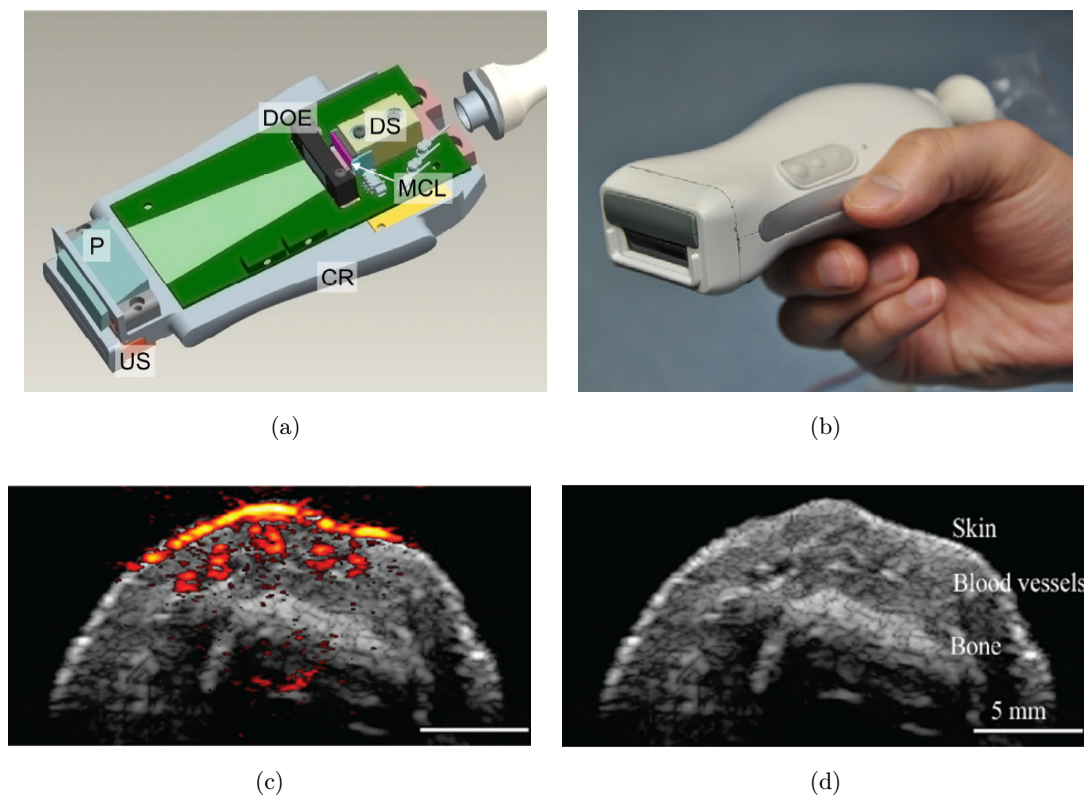 DOE
DS
MCL
P
CR
US
(a)
(b)
Skin
Blood vessels
Bone
5 mm
(c)
(d)